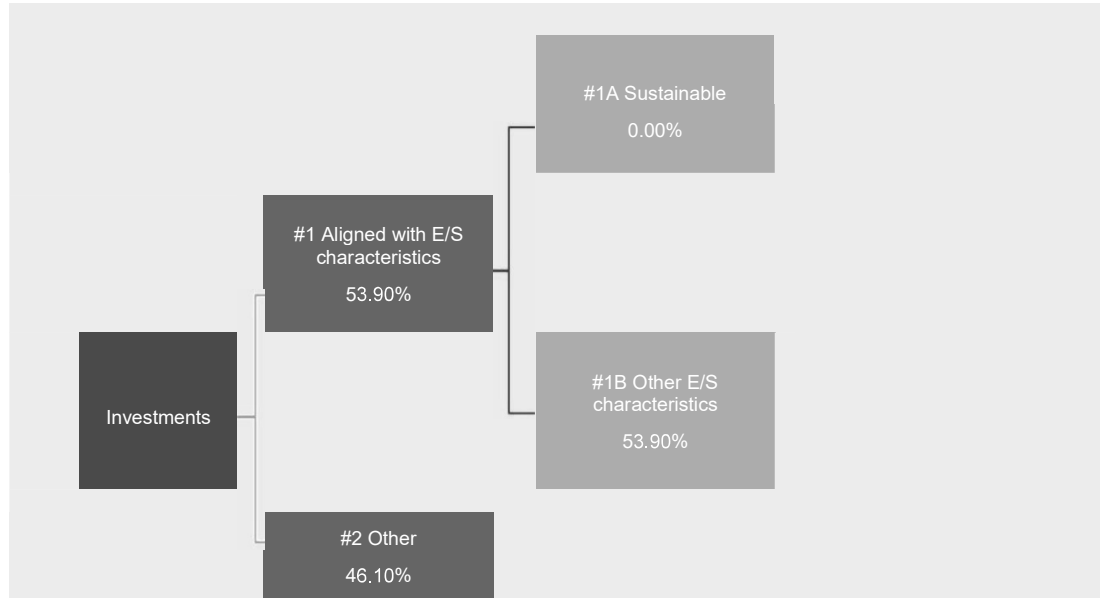 #1A Sustainable
0.00%
#1 Aligned with E/S
characteristics
53.90%
#1B Other E/S
characteristics
53.90%
Investments
#2 Other
46.10%